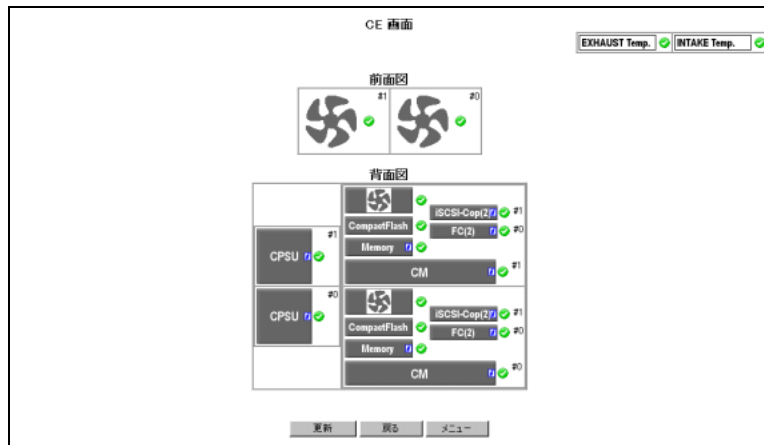 CE 画面
EXHAUST Temp. INTAKE Temp.
前面図
#1 #0
背面図
iSCSI-Cop(2) #1
CompactFlash FC(2) #0
#1
CPSU
Memory
CM #1
#0
CPSU
iSCSI-Cop(2) #1
CompactFlash FC(2) #0
Memory
CM #0
更新 戻る メニュー